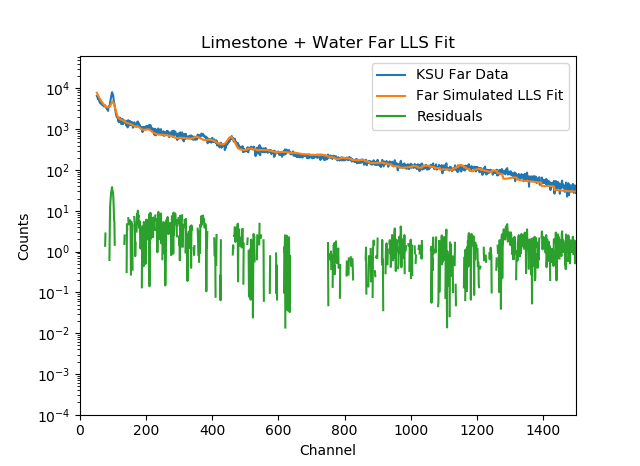 Limestone + Water Far LLS Fit
KSU Far Data
Far Simulated LLS Fit
Residuals
Counts
10⁴
10³
10²
10¹
10⁰
10⁻¹
10⁻²
10⁻³
10⁻⁴
0 200 400 600 800 1000 1200 1400
Channel